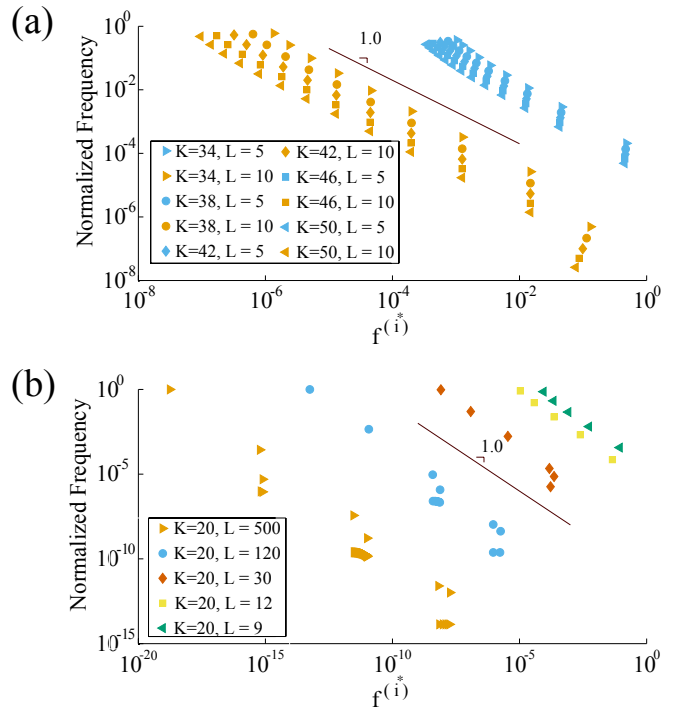 (a)
10^0
10^-2
10^-4
10^-6
10^-8
Normalized Frequency
1.0
K=34, L = 5
K=34, L = 10
K=38, L = 5
K=38, L = 10
K=42, L = 5
K=42, L = 10
K=46, L = 5
K=46, L = 10
K=50, L = 5
K=50, L = 10
10^-8 10^-6 10^-4 10^-2 10^0
f^(i*)
(b)
10^0
10^-5
10^-10
10^-15
Normalized Frequency
1.0
K=20, L = 500
K=20, L = 120
K=20, L = 30
K=20, L = 12
K=20, L = 9
10^-20 10^-15 10^-10 10^-5 10^0
f^(i*)